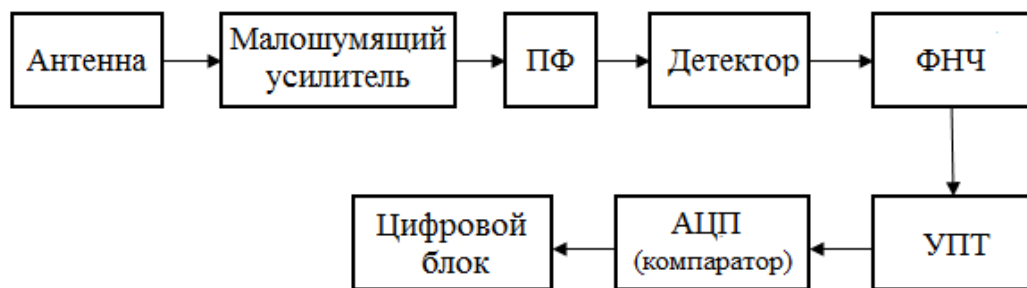 Антенна
Малошумящий
усилитель
ПФ
Детектор
ФНЧ
УПТ
АЦП
(компаратор)
Цифровой
блок